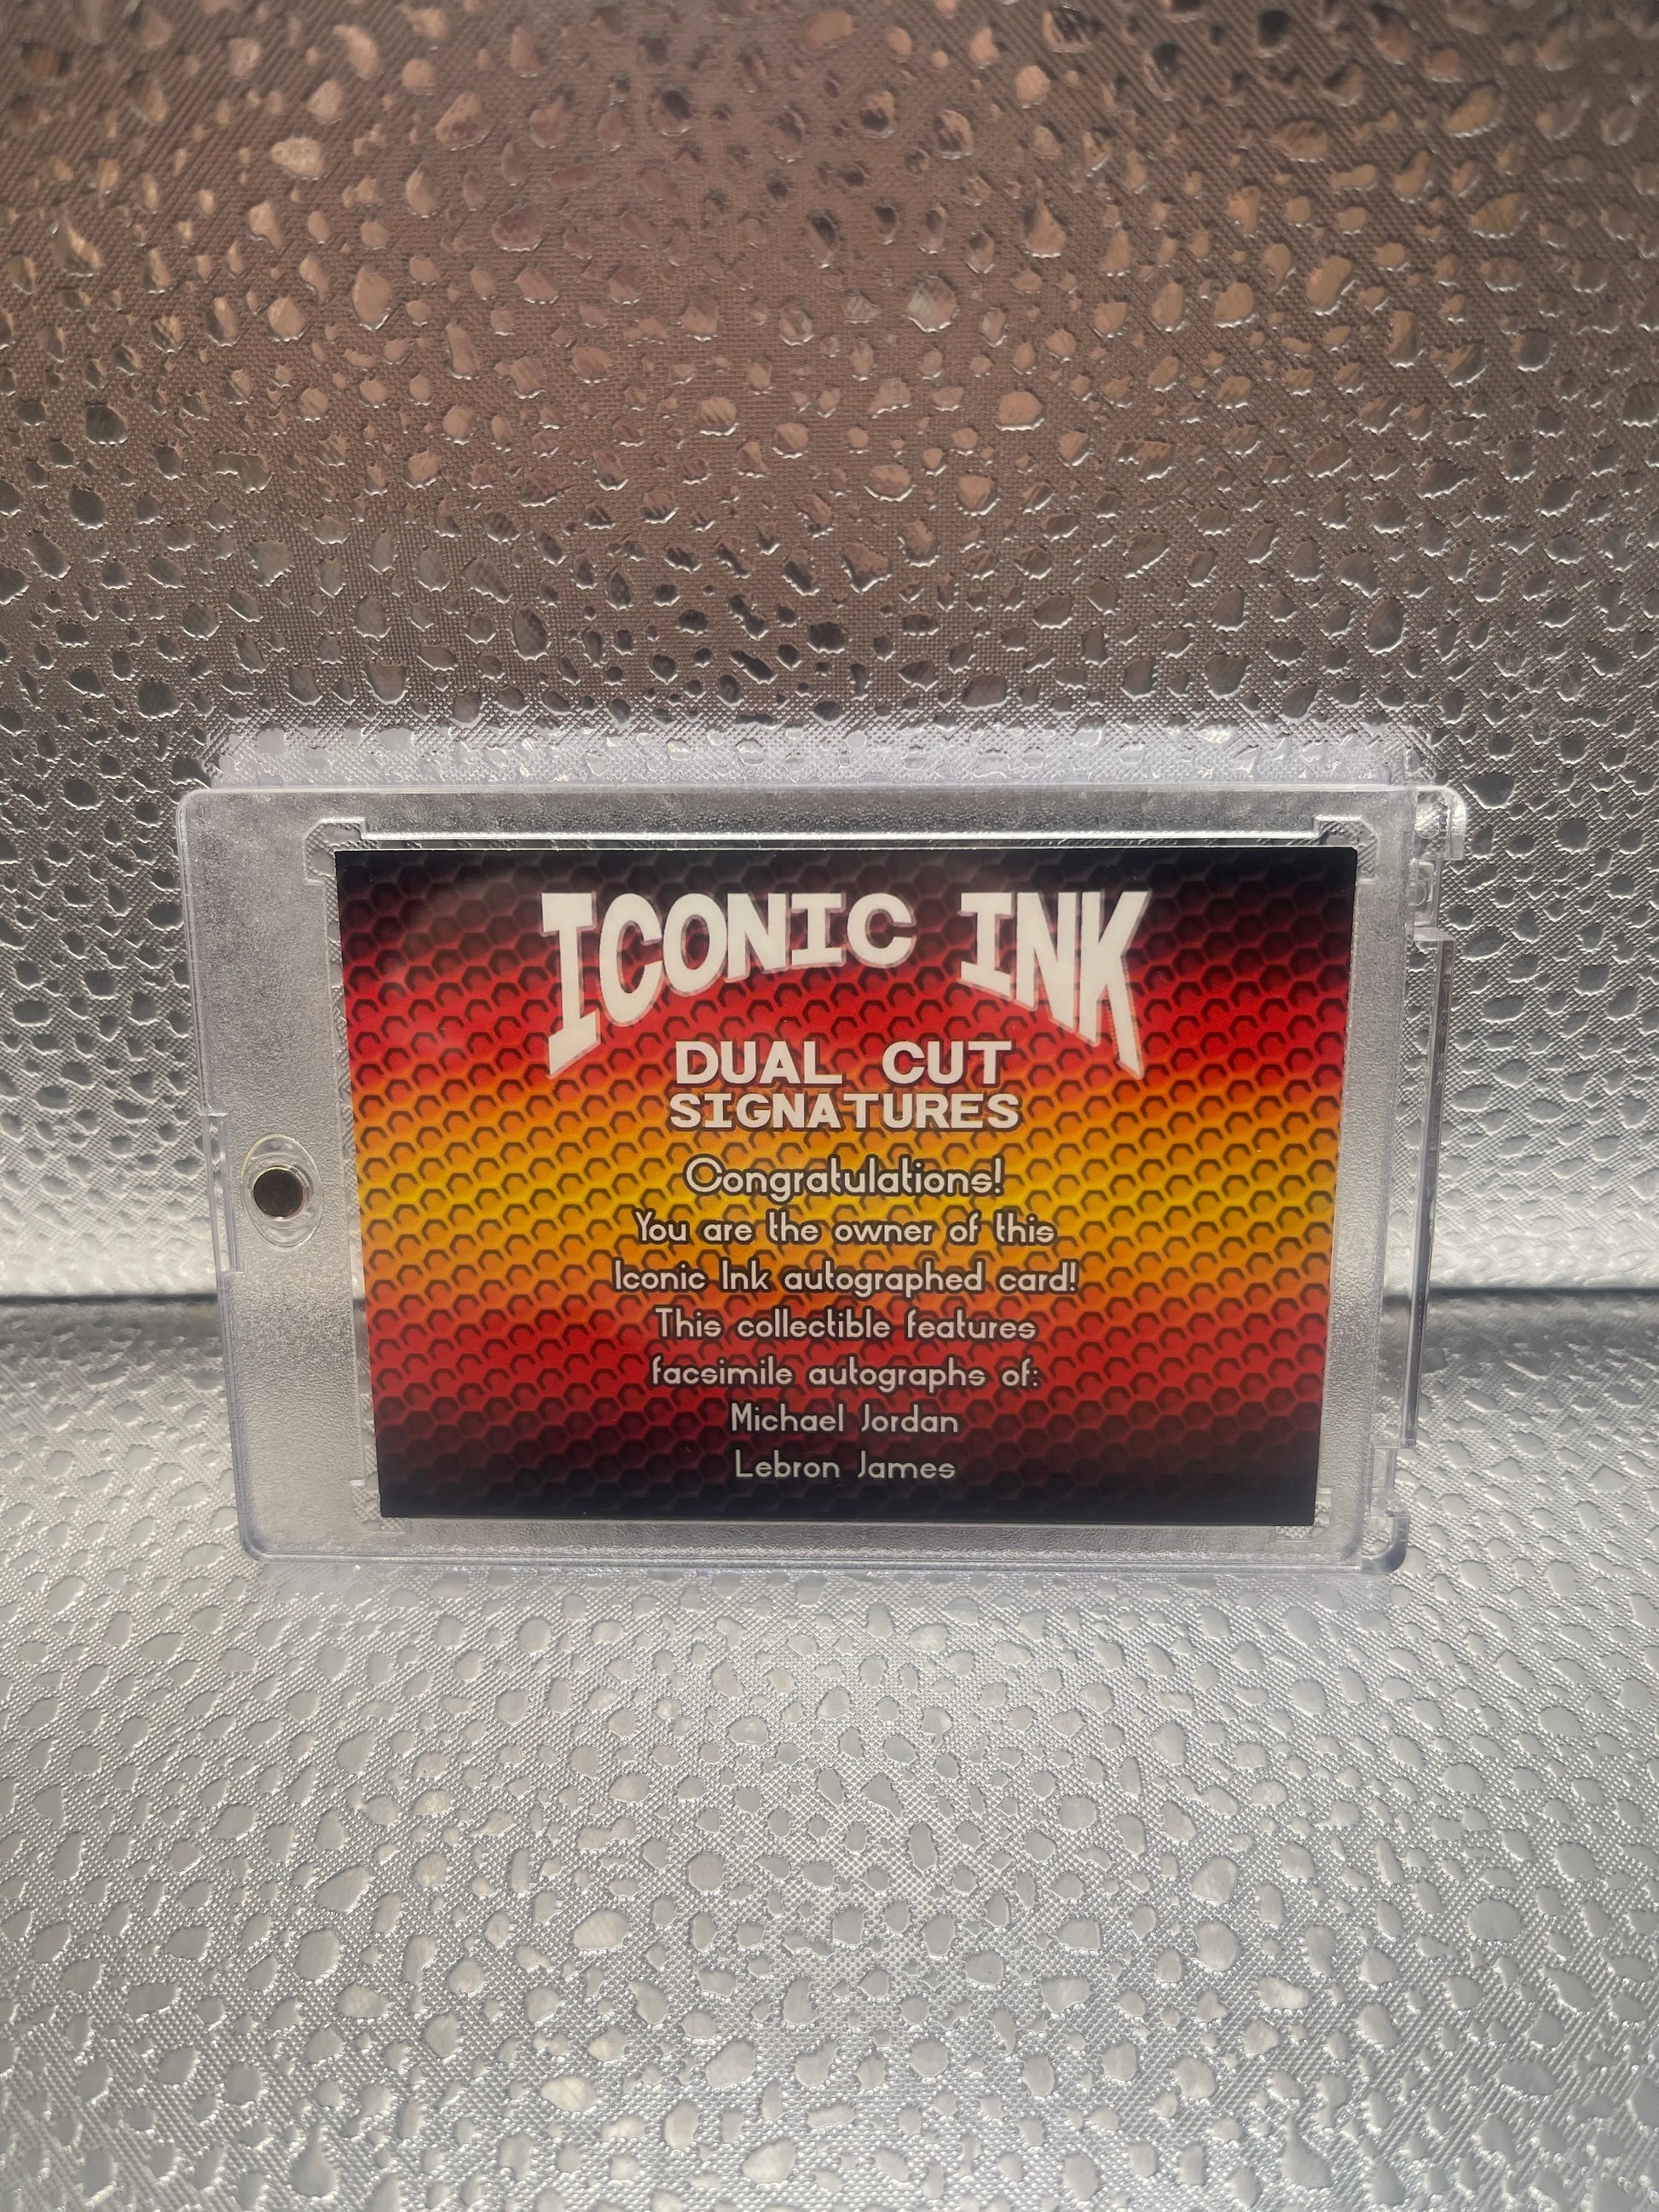 ICONIC INK
DUAL CUT
SIGNATURES
Congratulations!
You are the owner of this
Iconic Ink autographed card!
This collectible features
facsimile autographs of:
Michael Jordan
Lebron James